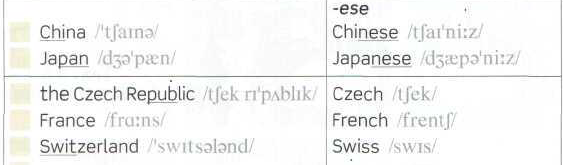 -ese
China /ˈtʃaɪnə/ Chinese /tʃaɪˈniːz/
Japan /dʒəˈpæn/ Japanese /dʒæpəˈniːz/
the Czech Republic /tʃek rɪˈpʌblɪk/ Czech /tʃek/
France /frɑːns/ French /frentʃ/
Switzerland /ˈswɪtsələnd/ Swiss /swɪs/